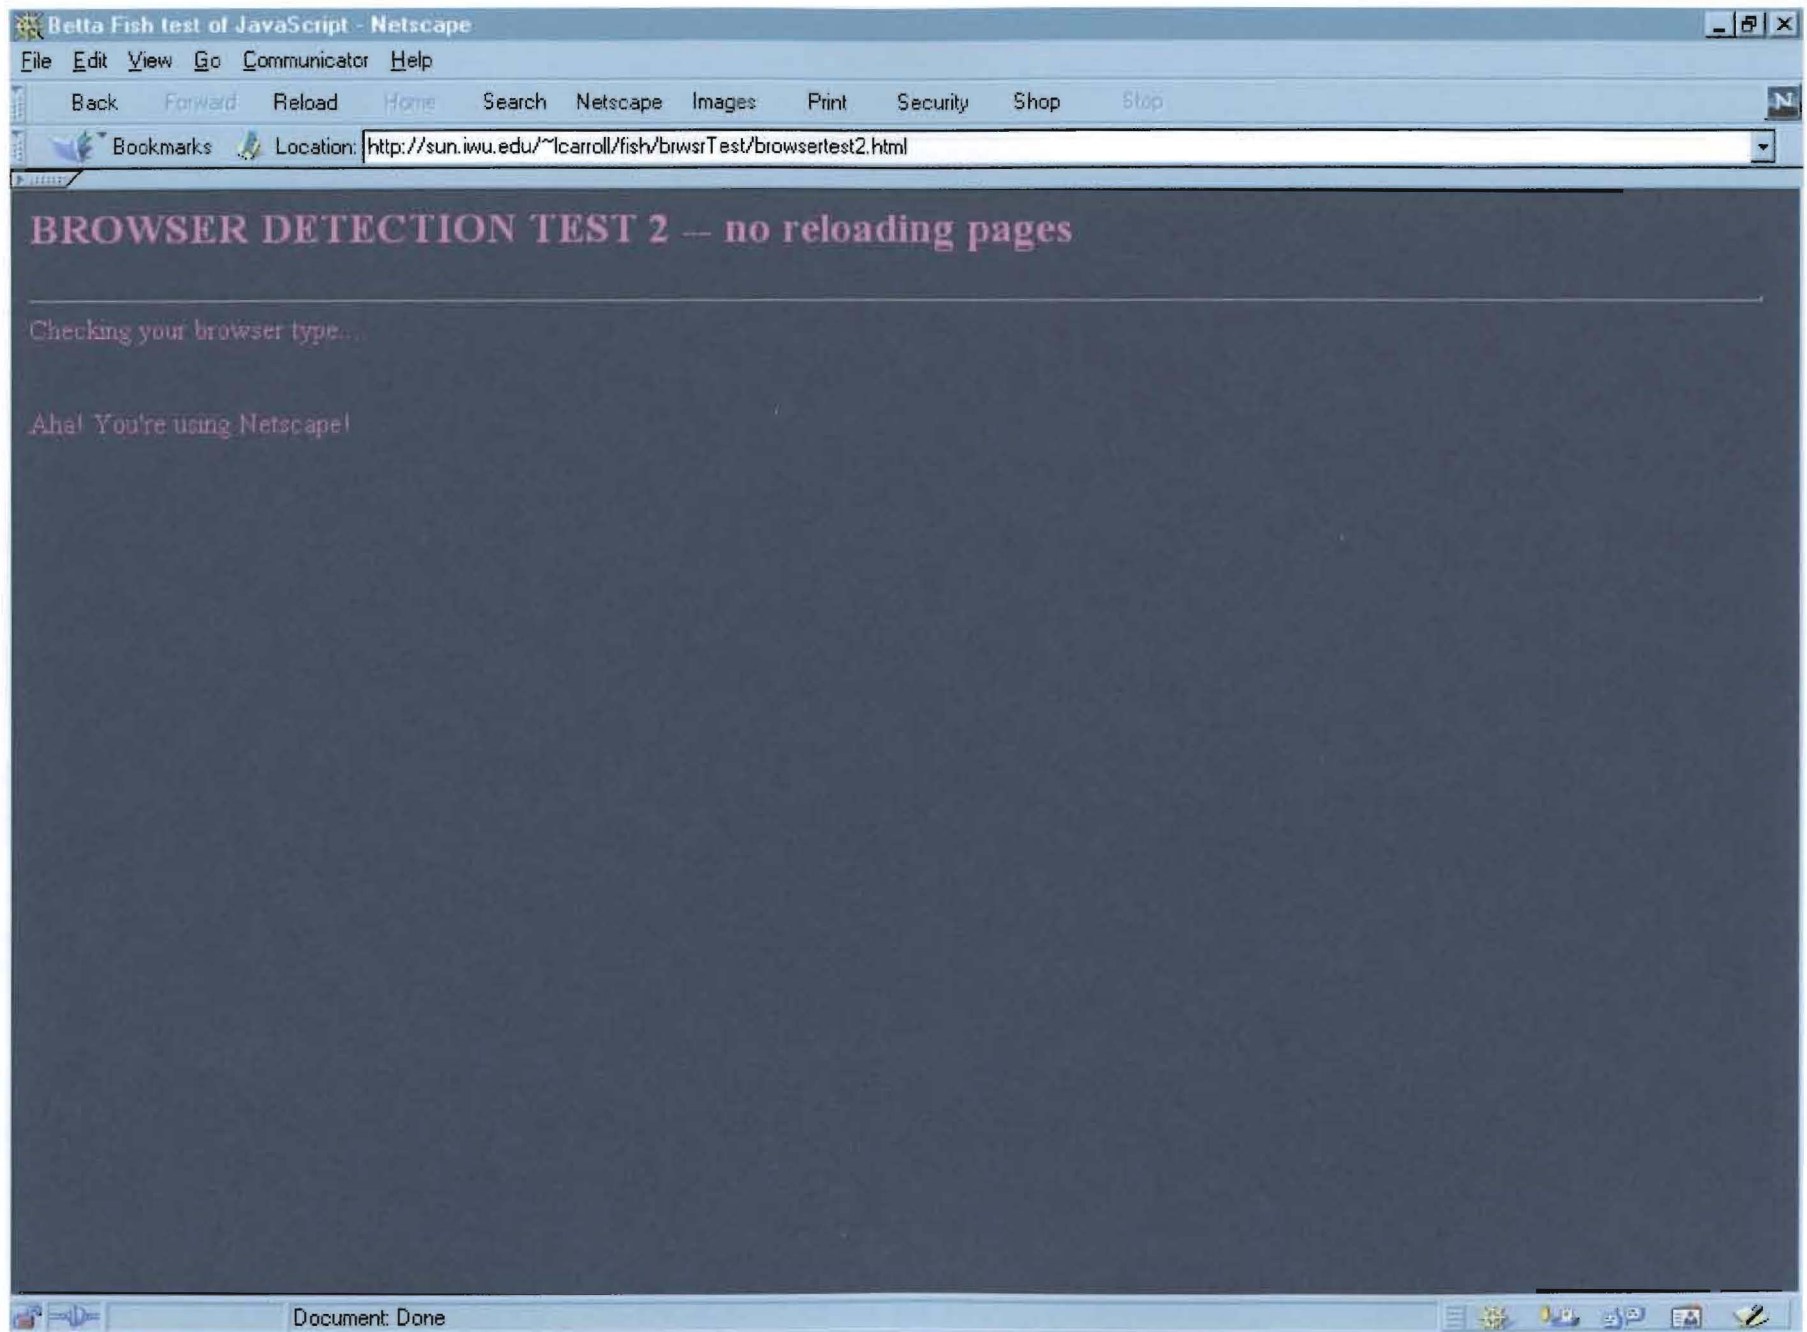 Betta Fish test of JavaScript - Netscape
File Edit View Go Communicator Help
Back Forward Reload Home Search Netscape Images Print Security Shop Stop
N
Bookmarks Location: http://sun.iwu.edu/~lcarroll/fish/brwsrTest/browsertest2.html
BROWSER DETECTION TEST 2 -- no reloading pages
Checking your browser type....
Aha! You're using Netscape!
Document: Done